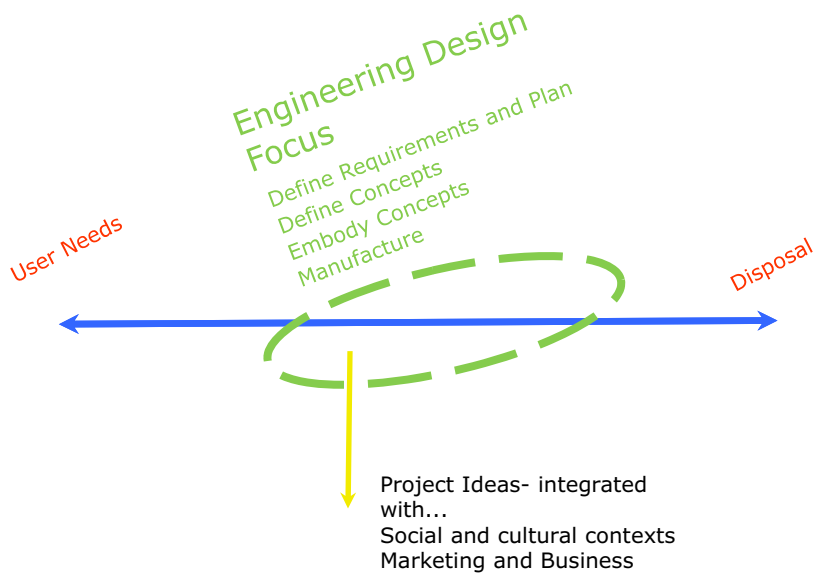 Engineering Design
Focus
Define Requirements and Plan
Define Concepts
Embody Concepts
Manufacture
User Needs
Disposal
Project Ideas- integrated
with...
Social and cultural contexts
Marketing and Business